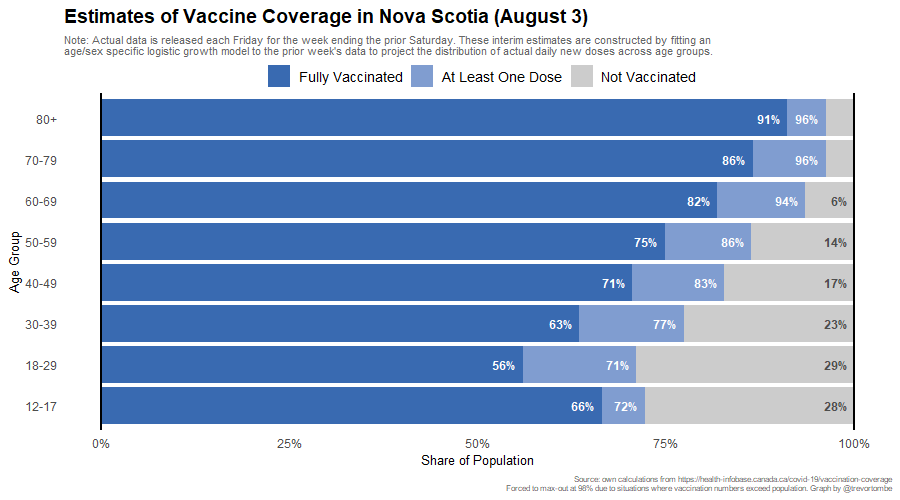 Estimates of Vaccine Coverage in Nova Scotia (August 3)
Note: Actual data is released each Friday for the week ending the prior Saturday. These interim estimates are constructed by fitting an
age/sex specific logistic growth model to the prior week's data to project the distribution of actual daily new doses across age groups.
Fully Vaccinated At Least One Dose Not Vaccinated
80+ 91% 96%
70-79 86% 96%
60-69 82% 94% 6%
50-59 75% 86% 14%
40-49 71% 83% 17%
30-39 63% 77% 23%
18-29 56% 71% 29%
12-17 66% 72% 28%
Age Group
0% 25% 50% 75% 100%
Share of Population
Source: own calculations from https://health-infobase.canada.ca/covid-19/vaccination-coverage
Forced to max-out at 98% due to situations where vaccination numbers exceed population. Graph by @trevortombe